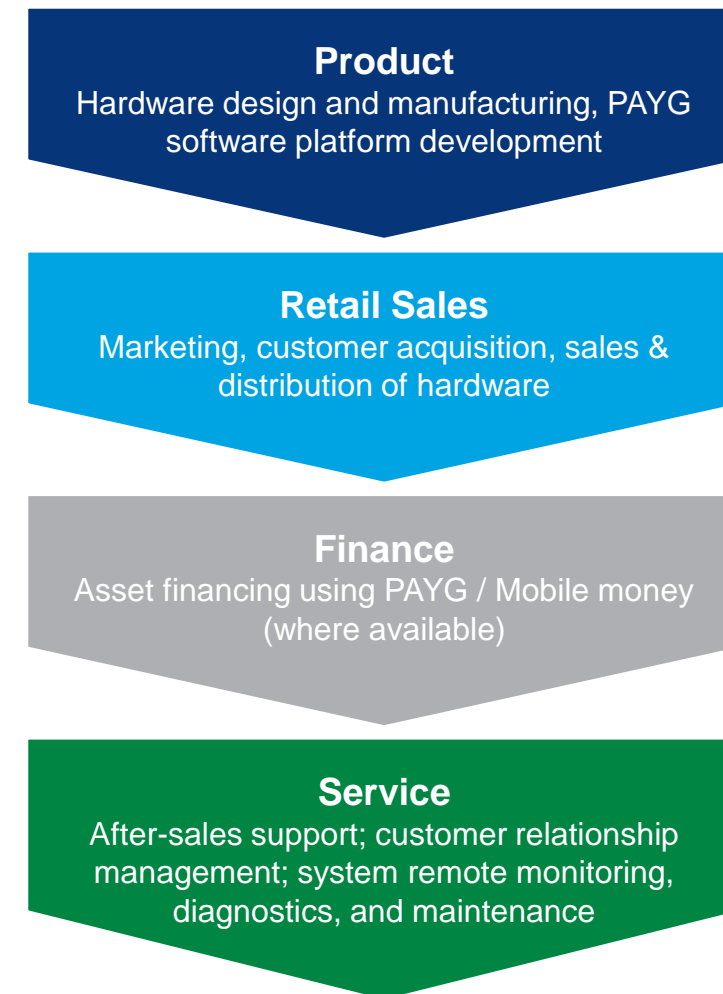 Product
Hardware design and manufacturing, PAYG
software platform development
Retail Sales
Marketing, customer acquisition, sales &
distribution of hardware
Finance
Asset financing using PAYG / Mobile money
(where available)
Service
After-sales support; customer relationship
management; system remote monitoring,
diagnostics, and maintenance